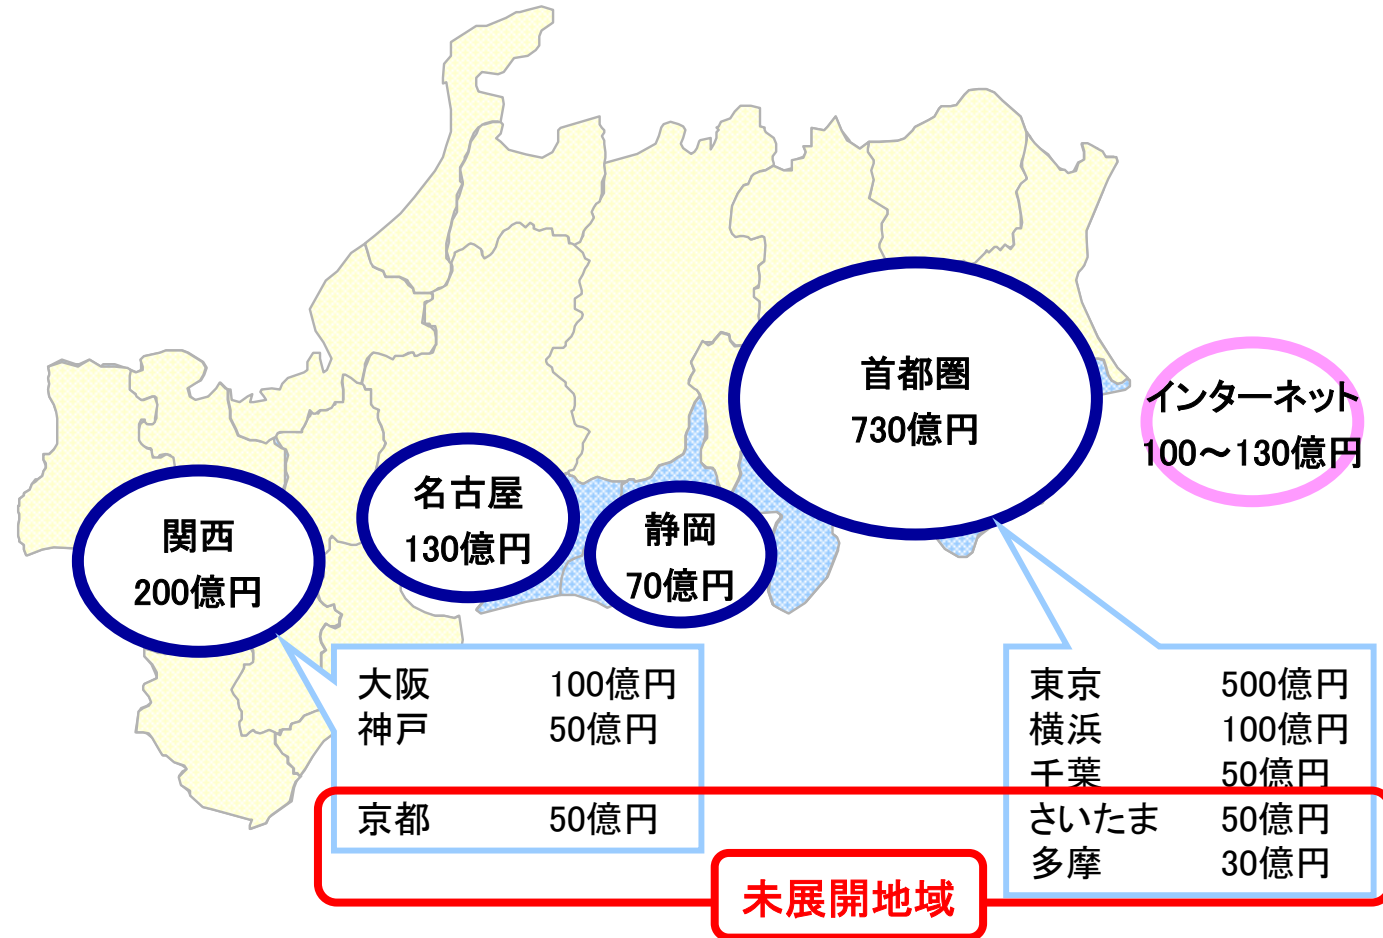 首都圏
730億円
インターネット
100～130億円
名古屋
130億円
静岡
70億円
関西
200億円
大阪 100億円
神戸 50億円
京都 50億円
東京 500億円
横浜 100億円
千葉 50億円
さいたま 50億円
多摩 30億円
未展開地域